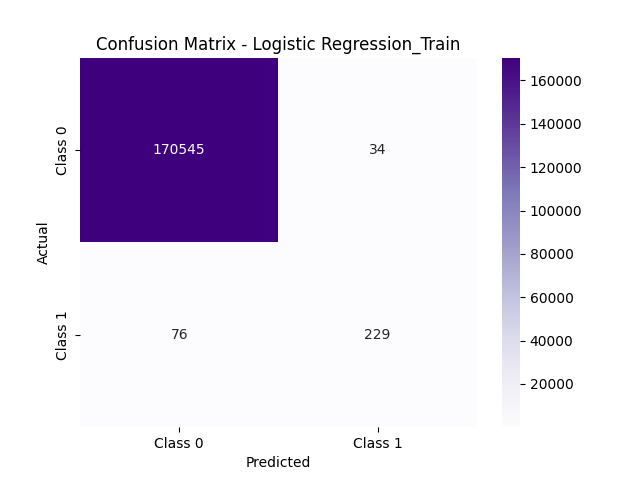 Confusion Matrix - Logistic Regression_Train
Actual
Class 0
170545
34
Class 1
76
229
Class 0
Class 1
Predicted
160000
140000
120000
100000
80000
60000
40000
20000